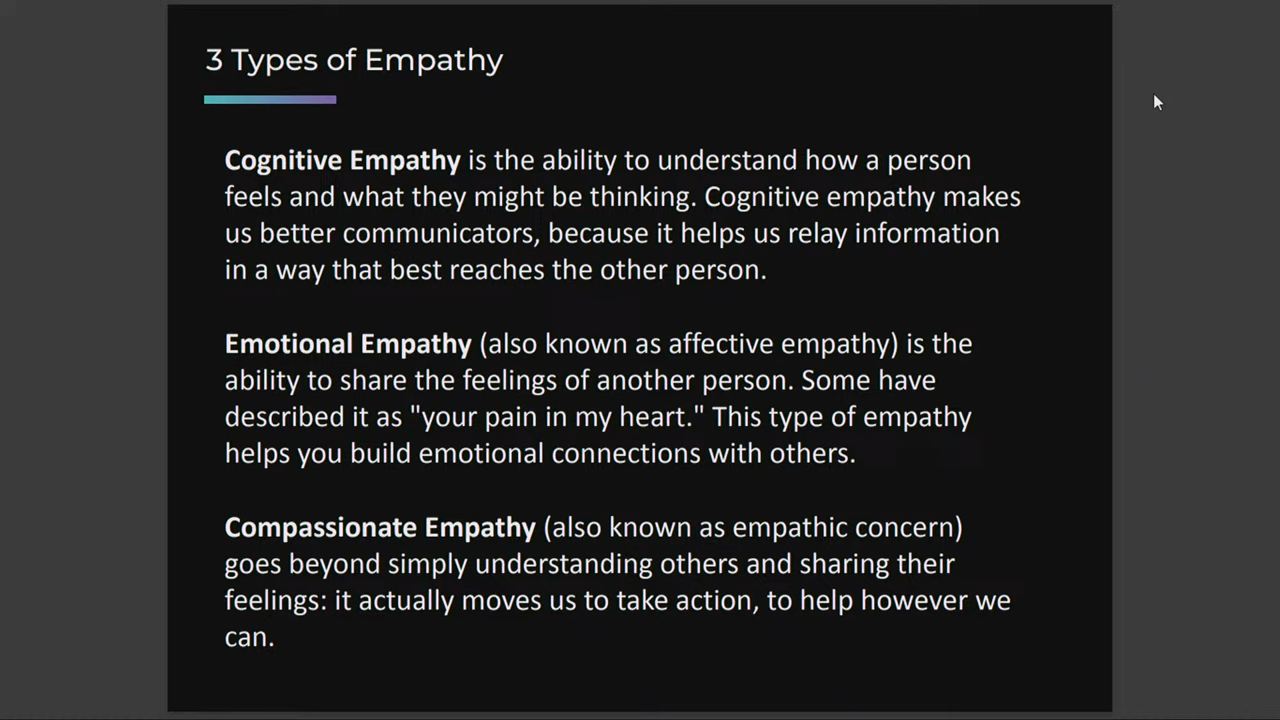 3 Types of Empathy
Cognitive Empathy is the ability to understand how a person
feels and what they might be thinking. Cognitive empathy makes
us better communicators, because it helps us relay information
in a way that best reaches the other person.
Emotional Empathy (also known as affective empathy) is the
ability to share the feelings of another person. Some have
described it as "your pain in my heart." This type of empathy
helps you build emotional connections with others.
Compassionate Empathy (also known as empathic concern)
goes beyond simply understanding others and sharing their
feelings: it actually moves us to take action, to help however we
can.